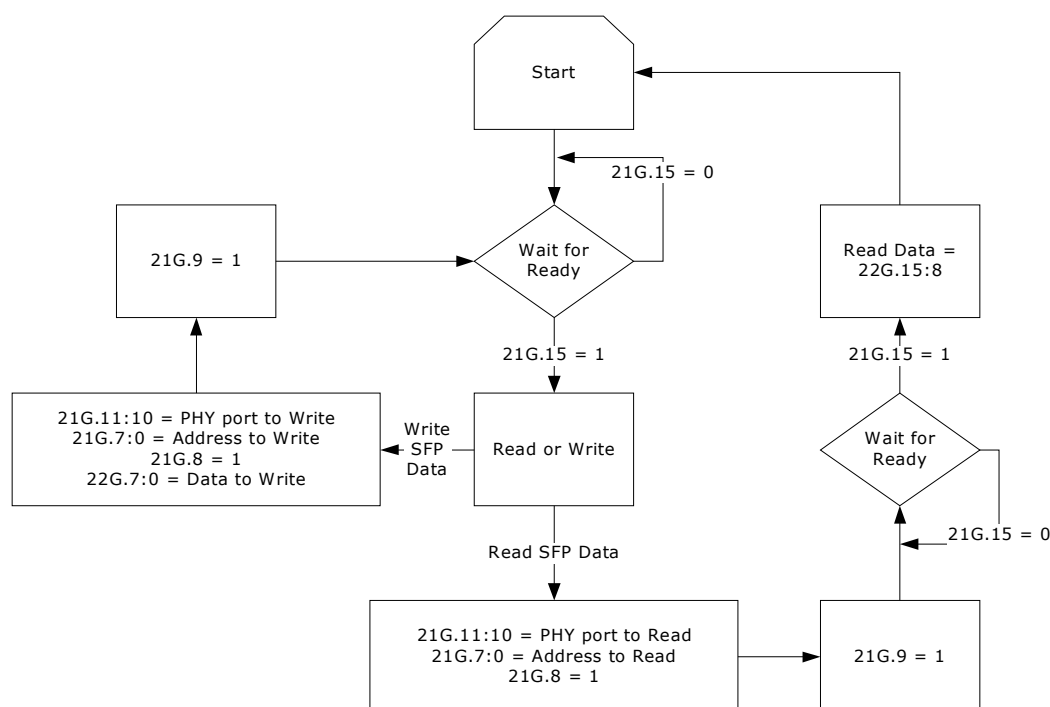 Start
21G.15 = 0
21G.9 = 1
Wait for
Ready
Read Data =
22G.15:8
21G.15 = 1
21G.15 = 1
21G.11:10 = PHY port to Write
21G.7:0 = Address to Write
21G.8 = 1
22G.7:0 = Data to Write
Write
SFP
Data
Read or Write
Wait for
Ready
21G.15 = 0
Read SFP Data
21G.11:10 = PHY port to Read
21G.7:0 = Address to Read
21G.8 = 1
21G.9 = 1